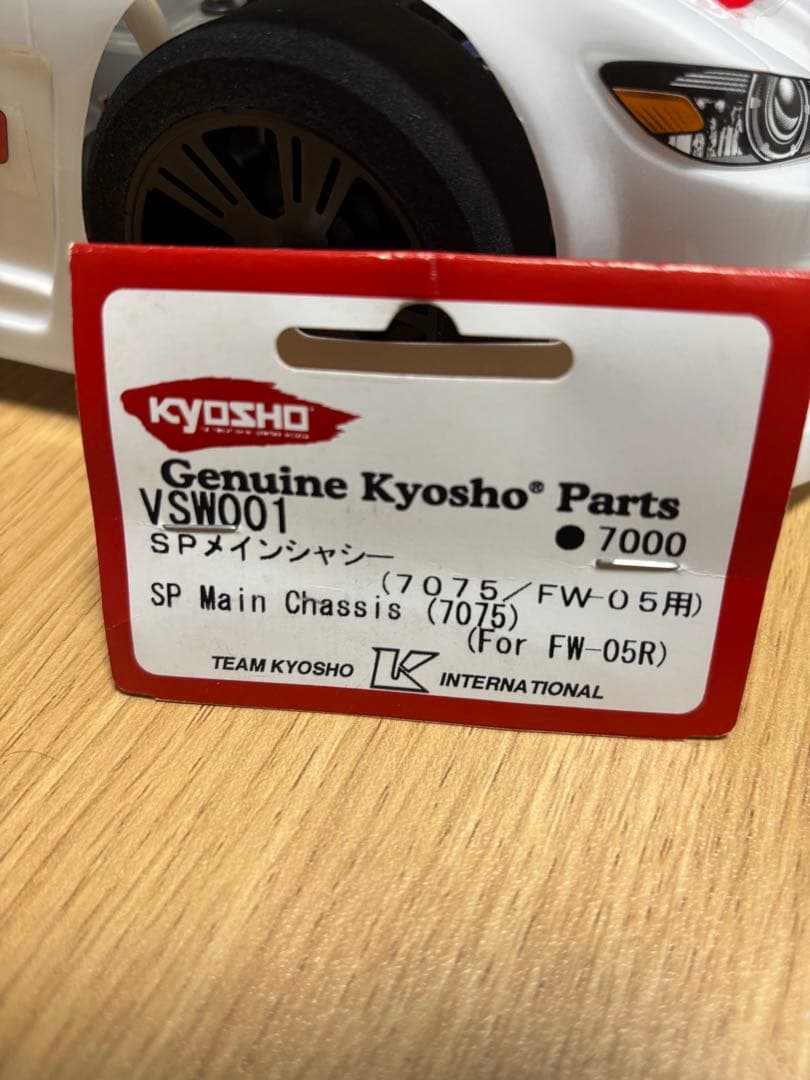 KYOSHO
Genuine Kyosho® Parts
VSW001
● 7000
SPメインシャシー
(7075/FW-05用)
SP Main Chassis (7075)
(For FW-05R)
TEAM KYOSHO K INTERNATIONAL